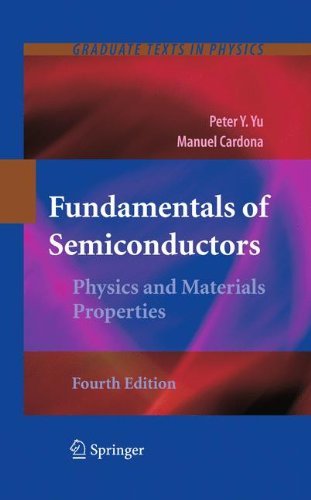 GRADUATE TEXTS IN PHYSICS
Peter Y. Yu
Manuel Cardona
Fundamentals of
Semiconductors
Physics and Materials
Properties
Fourth Edition
Springer